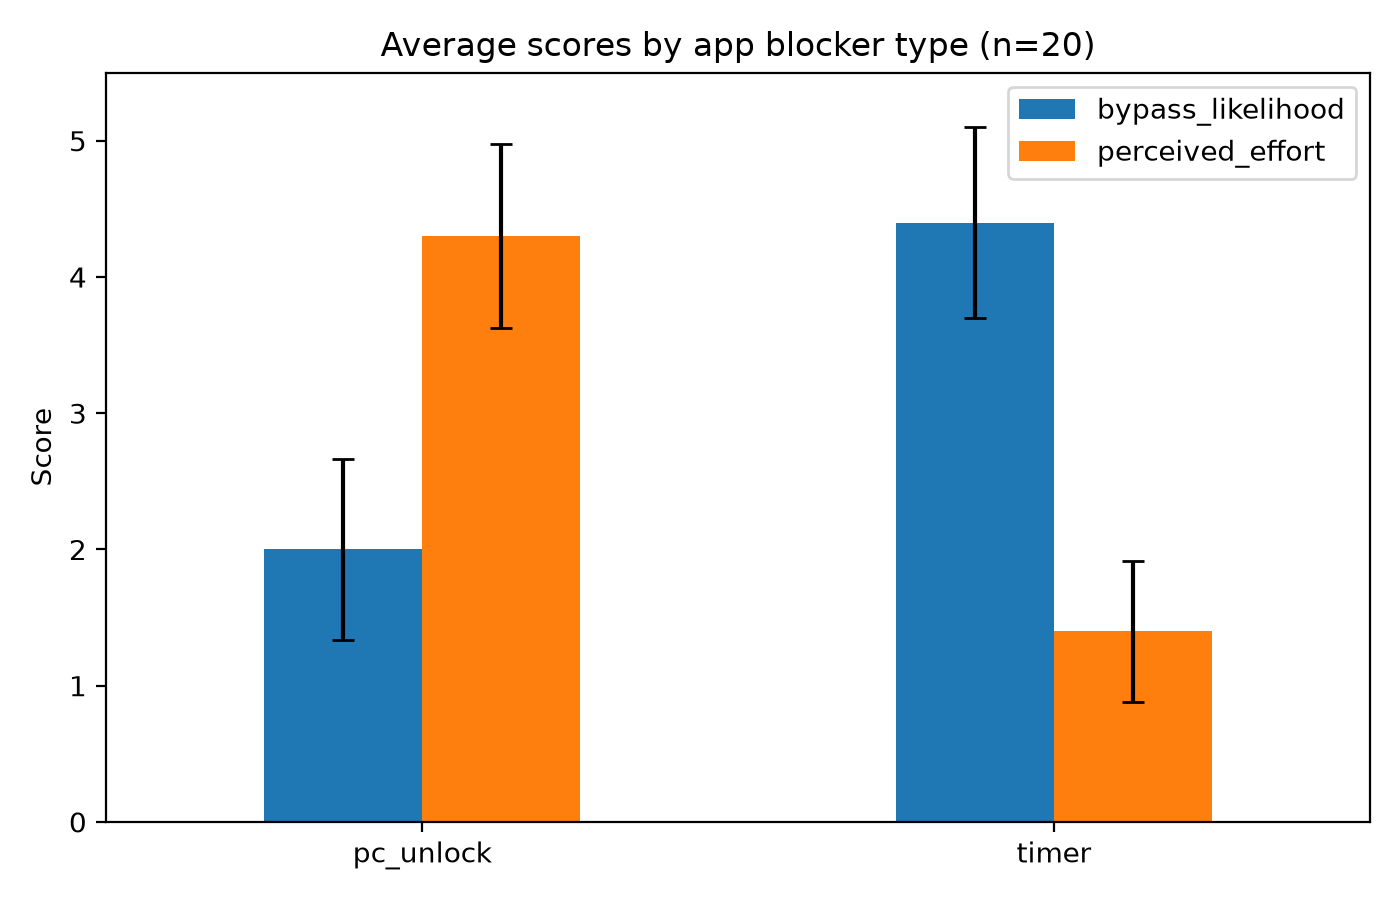 Average scores by app blocker type (n=20)
bypass_likelihood
perceived_effort
Score
5
4
3
2
1
0
pc_unlock
timer